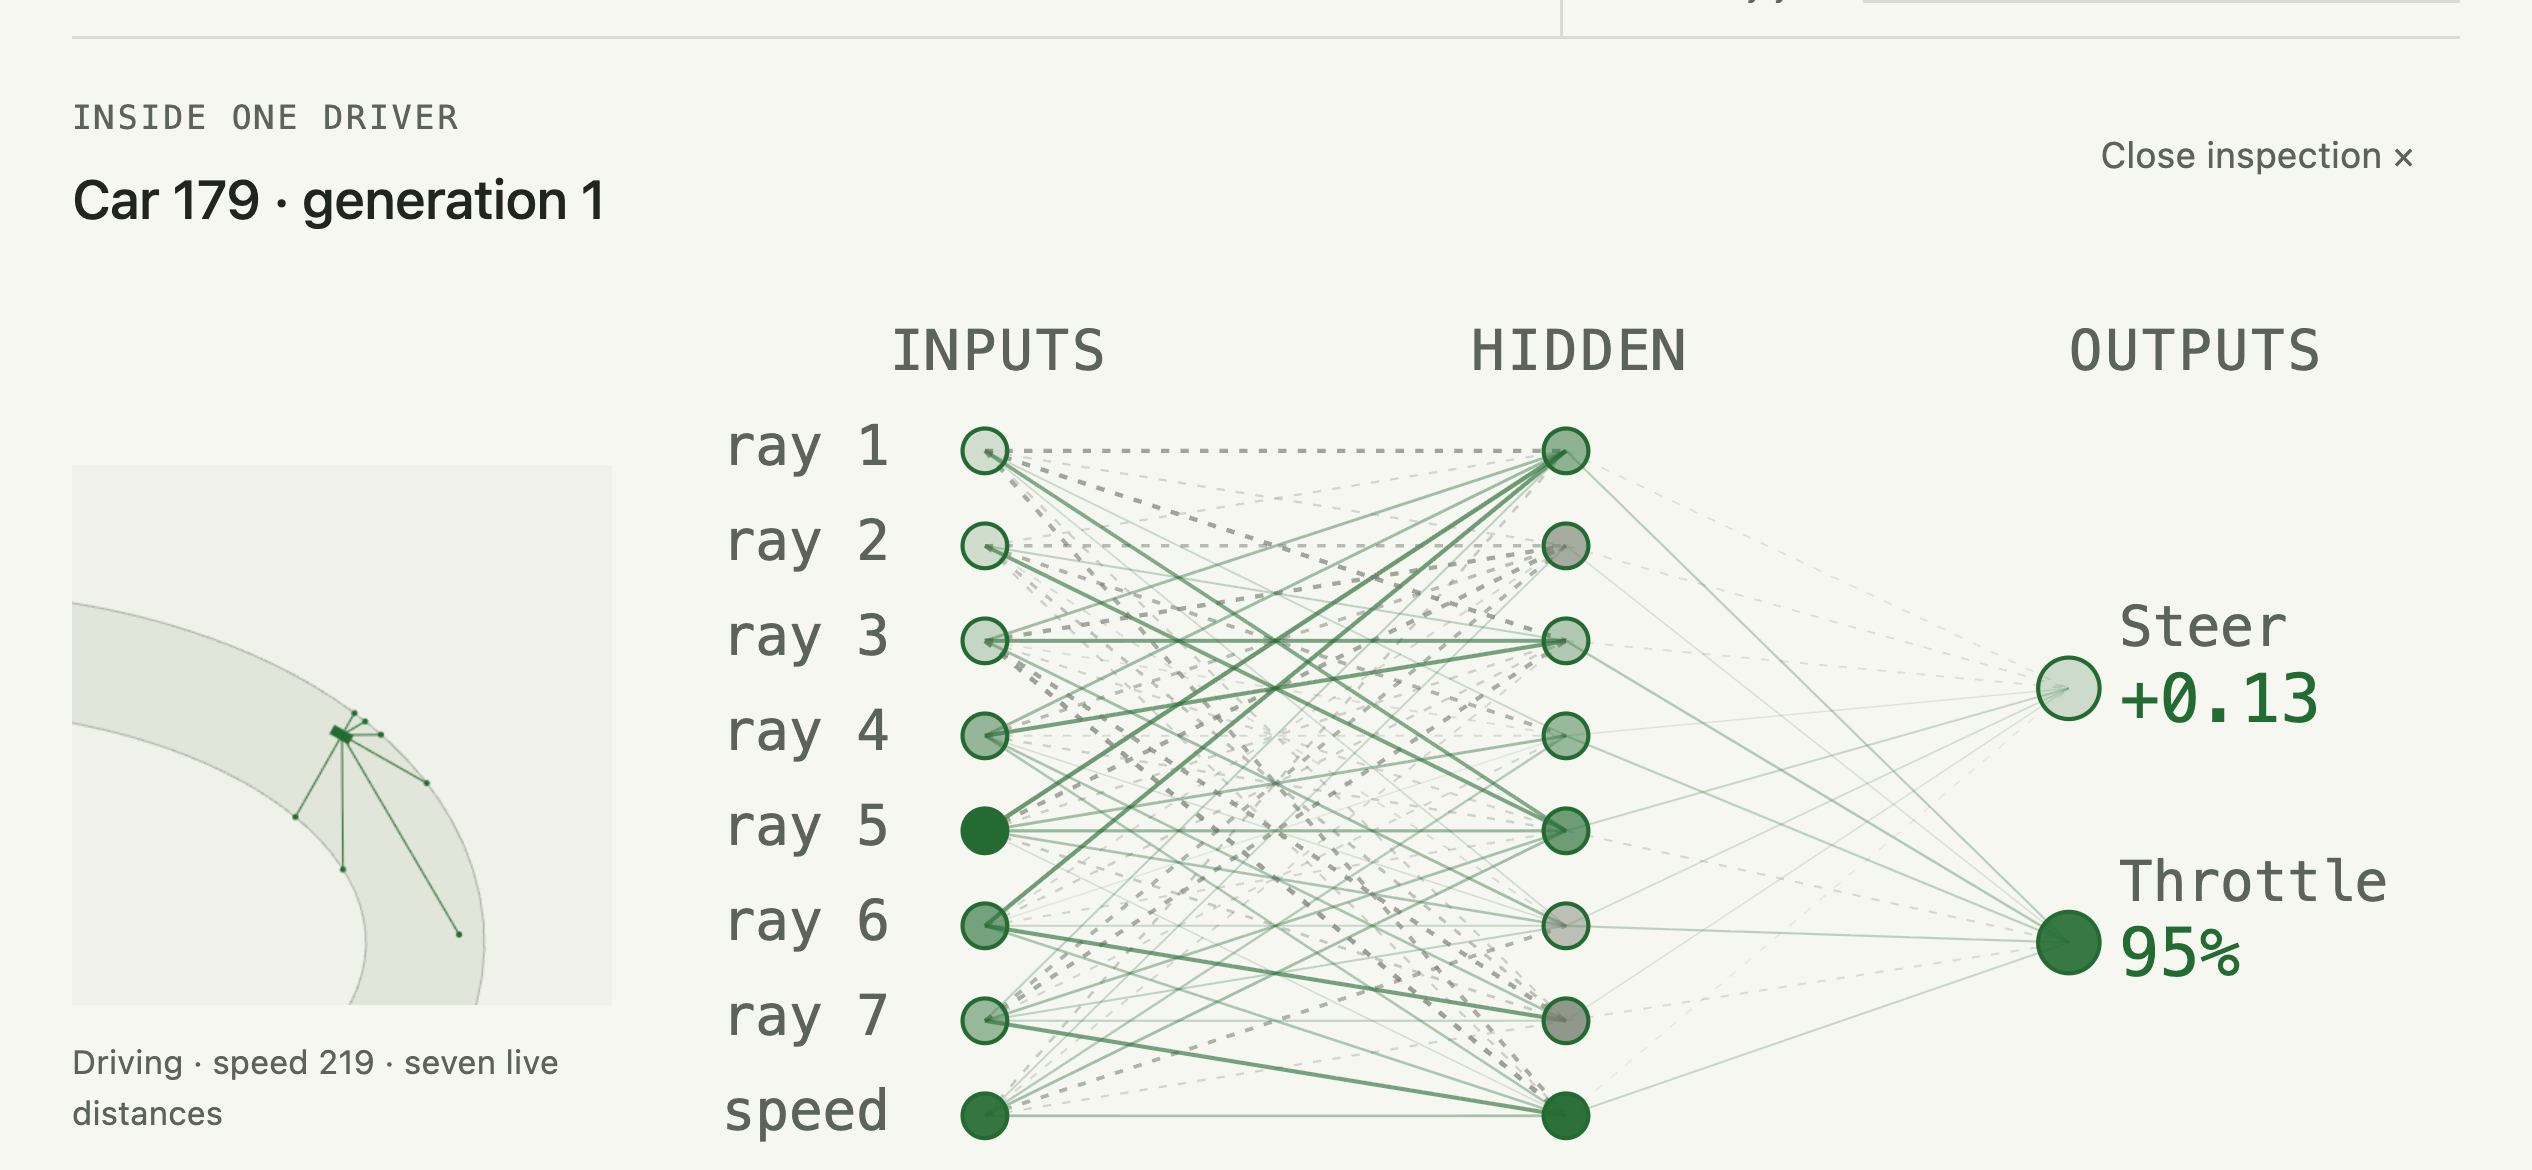 INSIDE ONE DRIVER
Close inspection ×
Car 179 · generation 1
INPUTS
HIDDEN
OUTPUTS
ray 1
ray 2
ray 3
ray 4
ray 5
ray 6
ray 7
speed
Steer
+0.13
Throttle
95%
Driving · speed 219 · seven live
distances